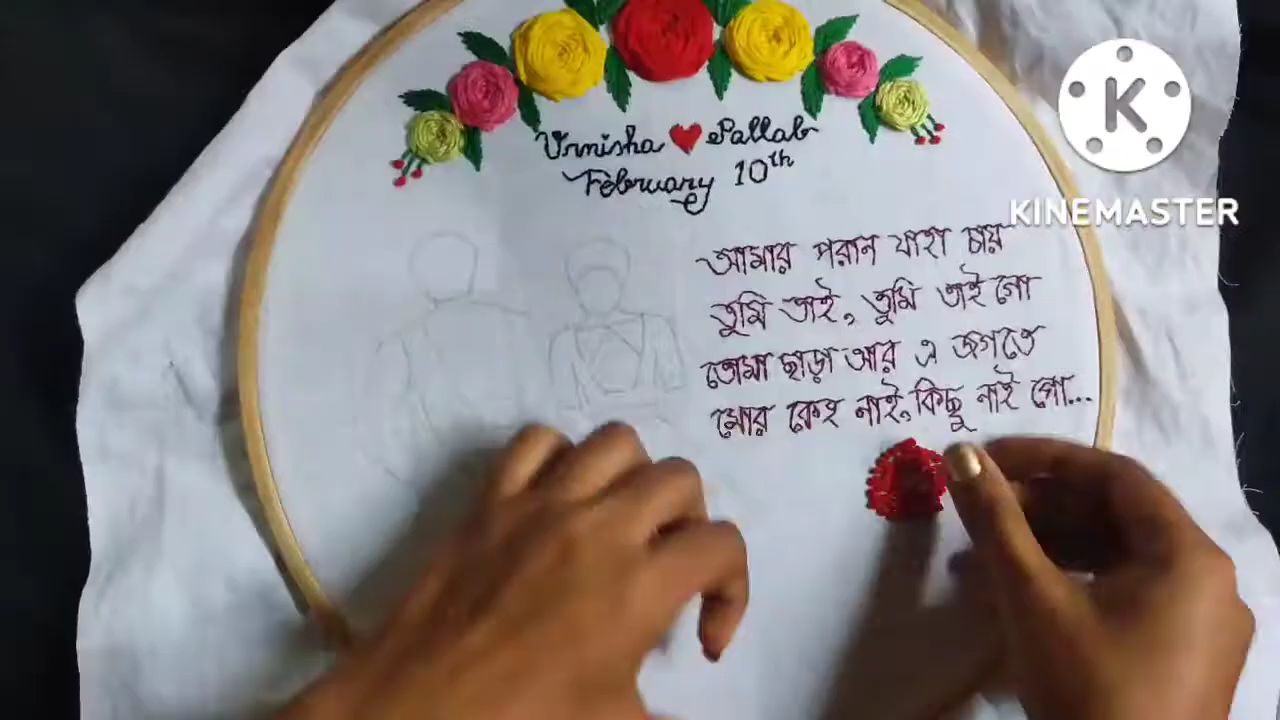 Urmisha Pallab
February 10th
আমার পরান যাহা চায়
তুমি তাই, তুমি তাই গো
তোমা ছাড়া আর এ জগতে
মোর কেহ নাই, কিছু নাই গো...
K
KINEMASTER